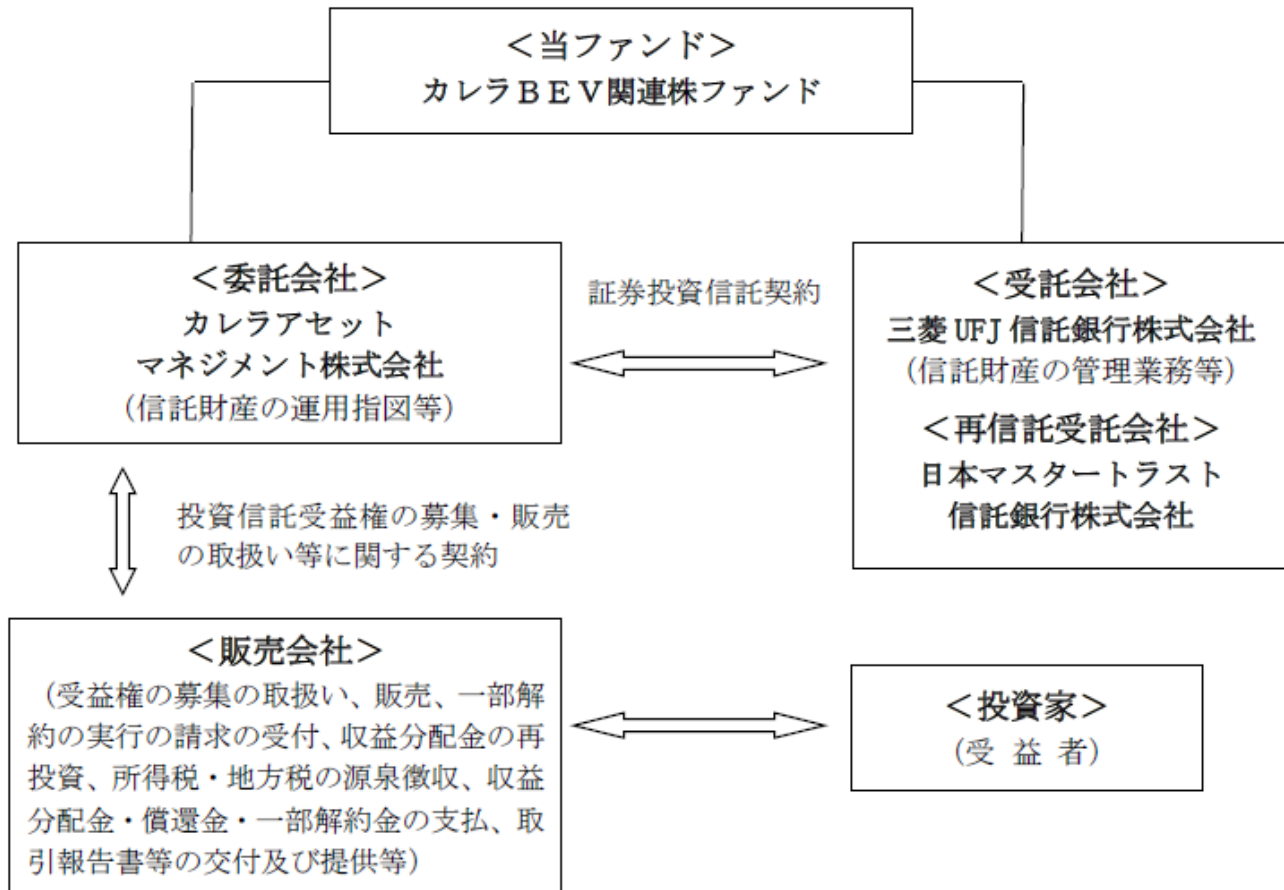 ＜当ファンド＞
カレラＢＥＶ関連株ファンド
＜委託会社＞
カレラアセット
マネジメント株式会社
（信託財産の運用指図等）
証券投資信託契約
＜受託会社＞
三菱 UFJ 信託銀行株式会社
（信託財産の管理業務等）
＜再信託受託会社＞
日本マスタートラスト
信託銀行株式会社
投資信託受益権の募集・販売
の取扱い等に関する契約
＜販売会社＞
（受益権の募集の取扱い、販売、一部解
約の実行の請求の受付、収益分配金の再
投資、所得税・地方税の源泉徴収、収益
分配金・償還金・一部解約金の支払、取
引報告書等の交付及び提供等）
＜投資家＞
（受 益 者）